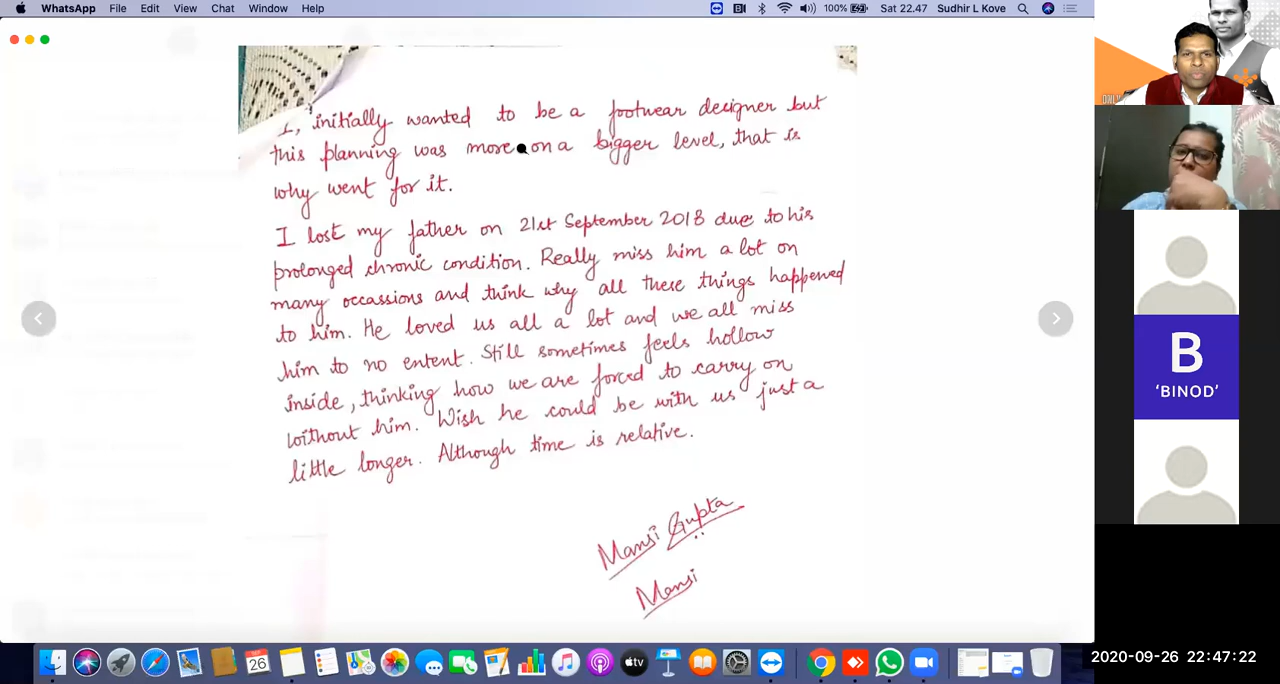 WhatsApp File Edit View Chat Window Help 100% Sat 22.47 Sudhir L Kove
I, initially wanted to be a footwear designer but
this planning was more on a bigger level, that is
why went for it.
I lost my father on 21st September 2018 due to his
prolonged chronic condition. Really miss him a lot on
many occassions and think why all these things happened
to him. He loved us all a lot and we all miss
him to no entent. Still sometimes feels hollow
inside, thinking how we are forced to carry on
without him. Wish he could be with us just a
little longer. Although time is relative.
Mansi Gupta
Mansi
B
'BINOD'
SEP
26
tv
2020-09-26 22:47:22